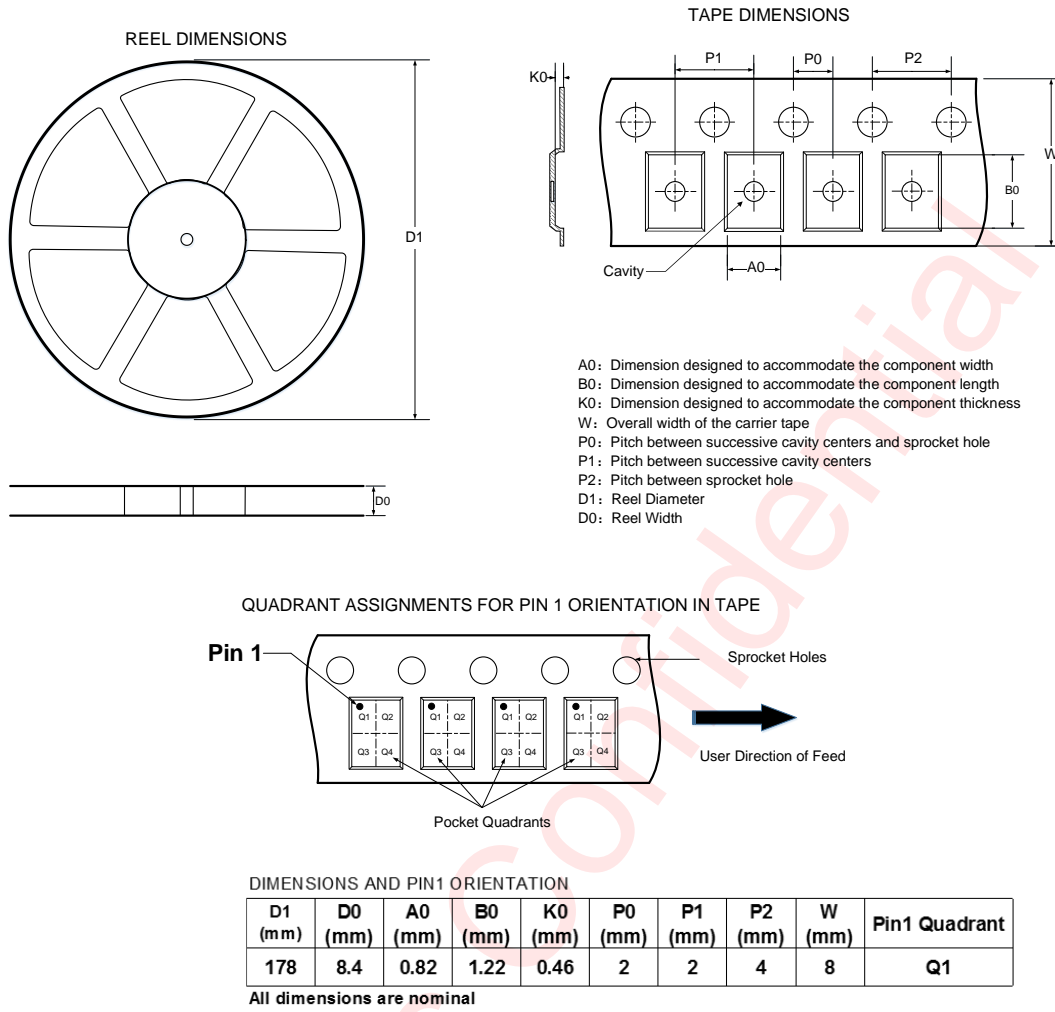 TAPE DIMENSIONS
REEL DIMENSIONS
P1
P0
P2
K0
W
B0
D1
Cavity
A0
A0: Dimension designed to accommodate the component width
B0: Dimension designed to accommodate the component length
K0: Dimension designed to accommodate the component thickness
W: Overall width of the carrier tape
P0: Pitch between successive cavity centers and sprocket hole
P1: Pitch between successive cavity centers
P2: Pitch between sprocket hole
D1: Reel Diameter
D0: Reel Width
D0
QUADRANT ASSIGNMENTS FOR PIN 1 ORIENTATION IN TAPE
Pin 1
Sprocket Holes
Q1 Q2 Q1 Q2 Q1 Q2 Q1 Q2
Q3 Q4 Q3 Q4 Q3 Q4 Q3 Q4
User Direction of Feed
Pocket Quadrants
DIMENSIONS AND PIN1 ORIENTATION
D1 (mm) D0 (mm) A0 (mm) B0 (mm) K0 (mm) P0 (mm) P1 (mm) P2 (mm) W (mm) Pin1 Quadrant
178 8.4 0.82 1.22 0.46 2 2 4 8 Q1
All dimensions are nominal
Confidential